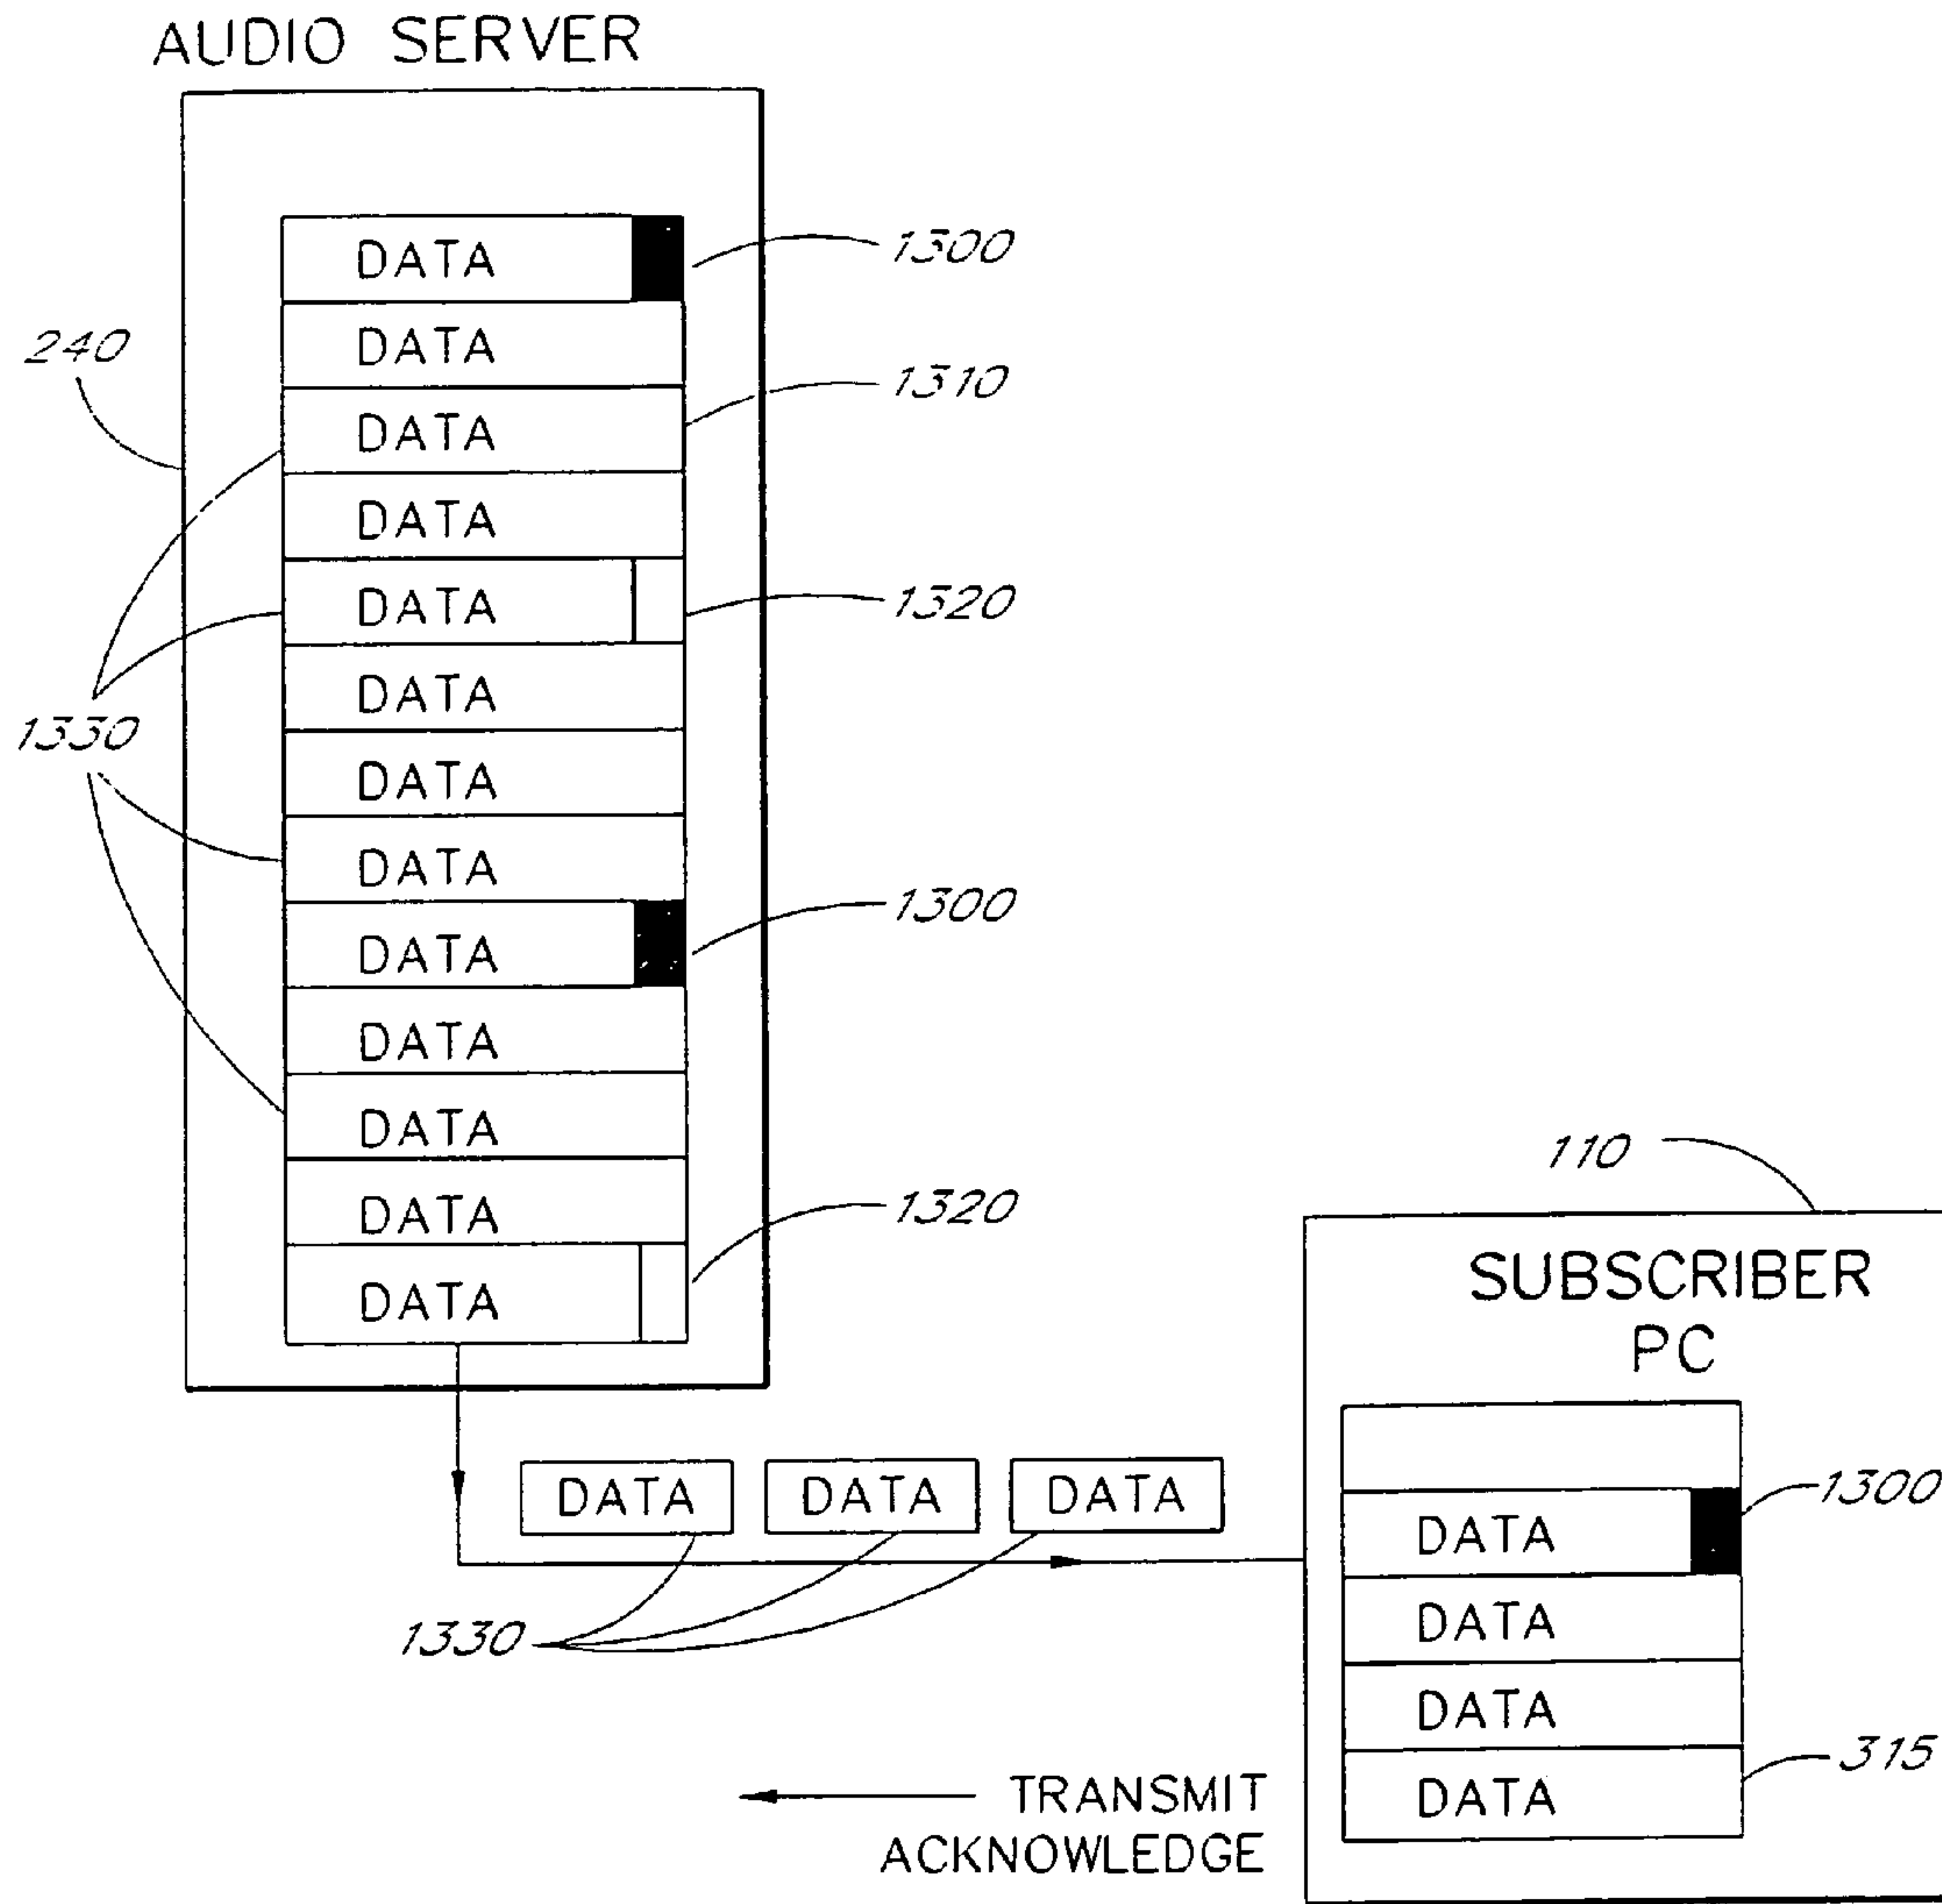 AUDIO SERVER
DATA
1300
DATA
240
DATA
1310
DATA
DATA
1320
DATA
1330
DATA
DATA
DATA
1300
DATA
DATA
DATA
1320
DATA
110
SUBSCRIBER
PC
DATA DATA DATA
1330
DATA
1300
DATA
DATA
DATA
315
TRANSMIT
ACKNOWLEDGE